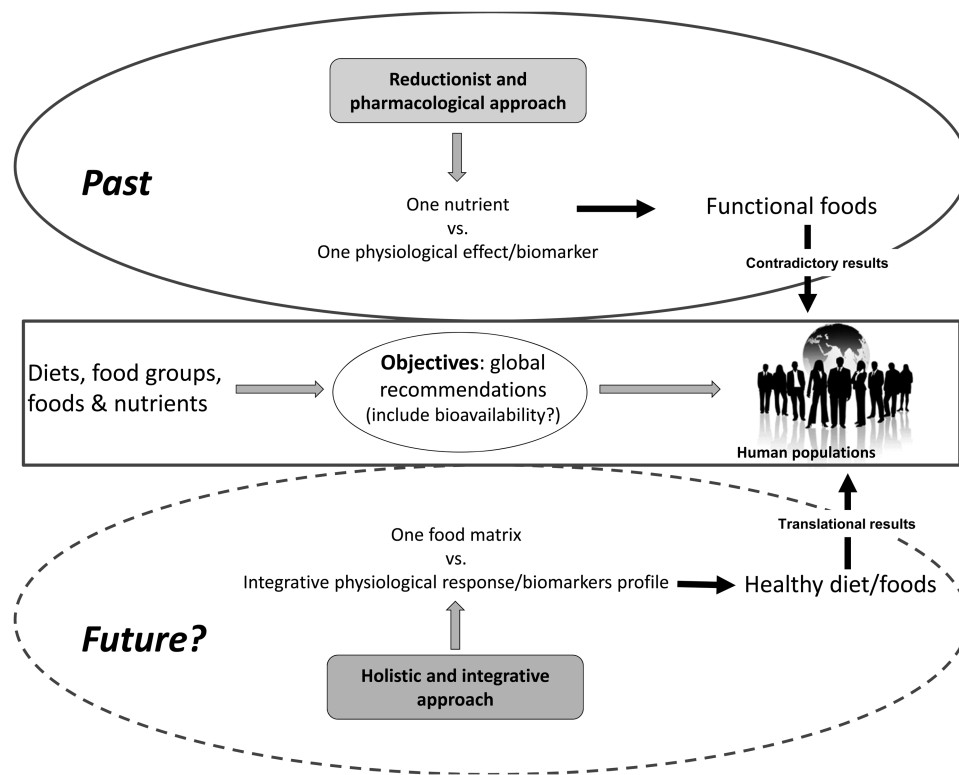 Reductionist and
pharmacological approach
Past
One nutrient
vs.
One physiological effect/biomarker
Functional foods
Contradictory results
Diets, food groups,
foods & nutrients
Objectives: global
recommendations
(include bioavailability?)
Human populations
Translational results
One food matrix
vs.
Integrative physiological response/biomarkers profile
Healthy diet/foods
Future?
Holistic and integrative
approach